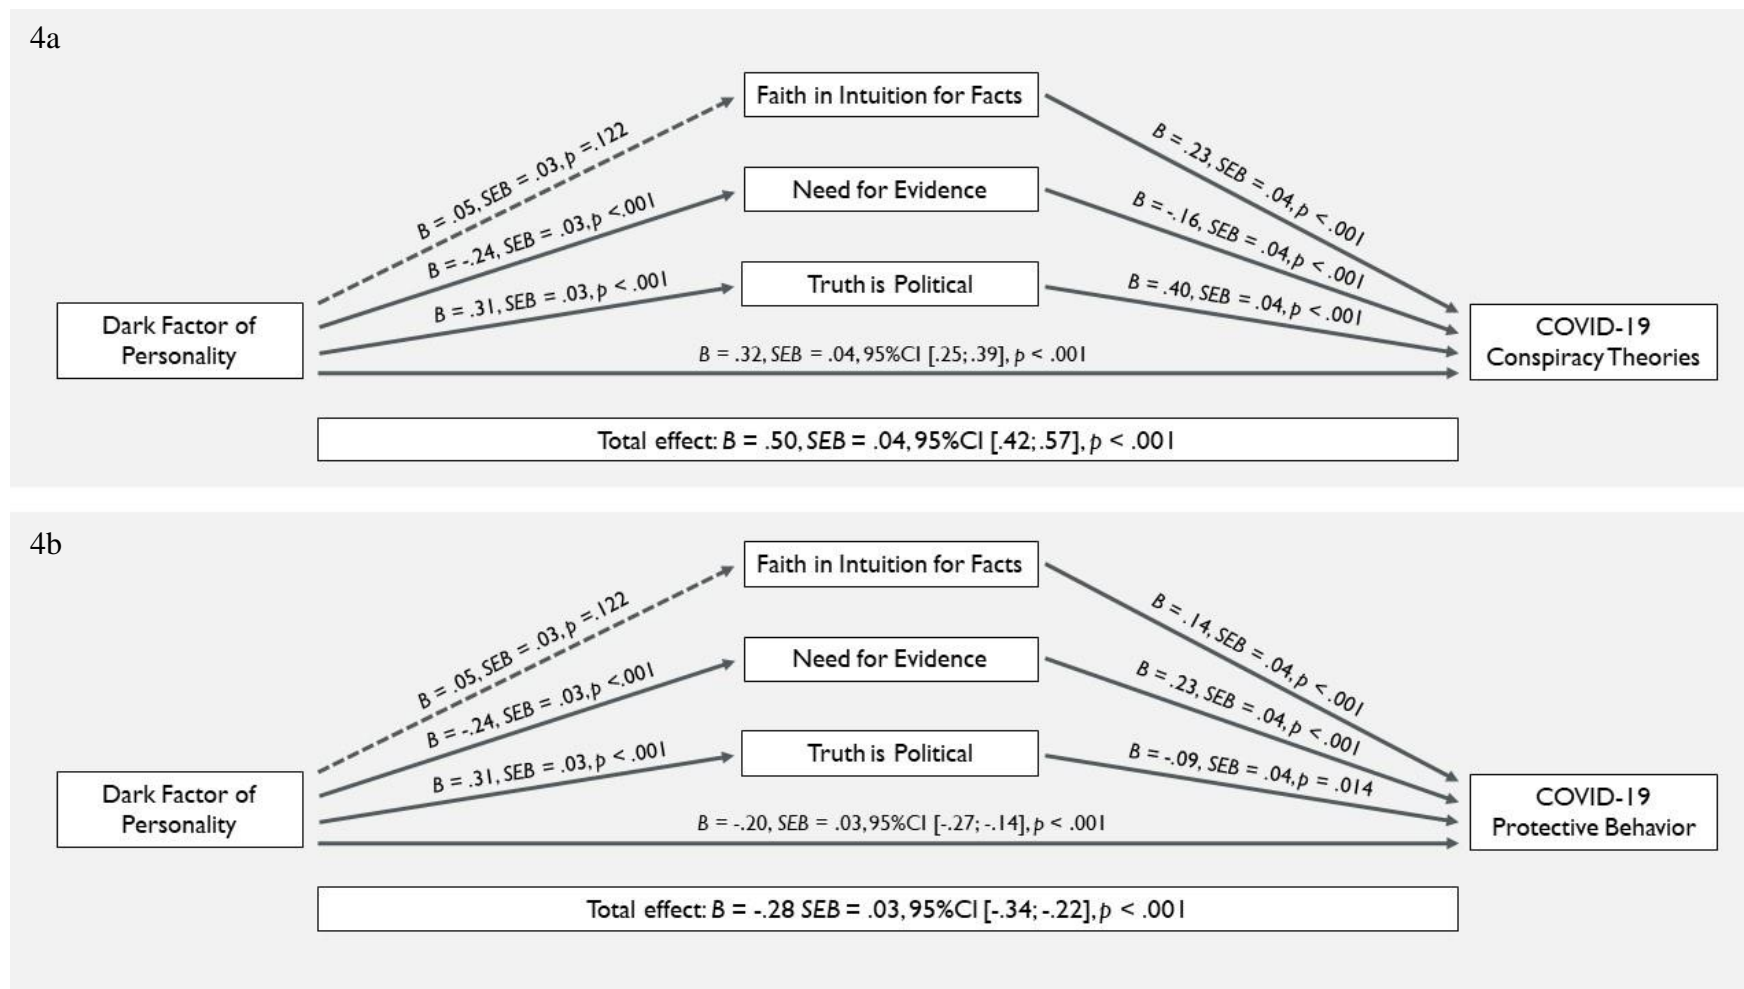 4a
Faith in Intuition for Facts
B = .05, SEB = .03, p =.122
B = .23, SEB = .04, p < .001
Need for Evidence
B = -.24, SEB = .03, p <.001
B = -.16, SEB = .04, p < .001
Truth is Political
B = .31, SEB = .03, p < .001
B = .40, SEB = .04, p < .001
Dark Factor of
Personality
COVID-19
Conspiracy Theories
B = .32, SEB = .04, 95%CI [.25; .39], p < .001
Total effect: B = .50, SEB = .04, 95%CI [.42; .57], p < .001
4b
Faith in Intuition for Facts
B = .05, SEB = .03, p =.122
B = .14, SEB = .04, p < .001
Need for Evidence
B = -.24, SEB = .03, p <.001
B = .23, SEB = .04, p < .001
Truth is Political
B = .31, SEB = .03, p < .001
B = -.09, SEB = .04, p = .014
Dark Factor of
Personality
COVID-19
Protective Behavior
B = -.20, SEB = .03, 95%CI [-.27; -.14], p < .001
Total effect: B = -.28 SEB = .03, 95%CI [-.34; -.22], p < .001